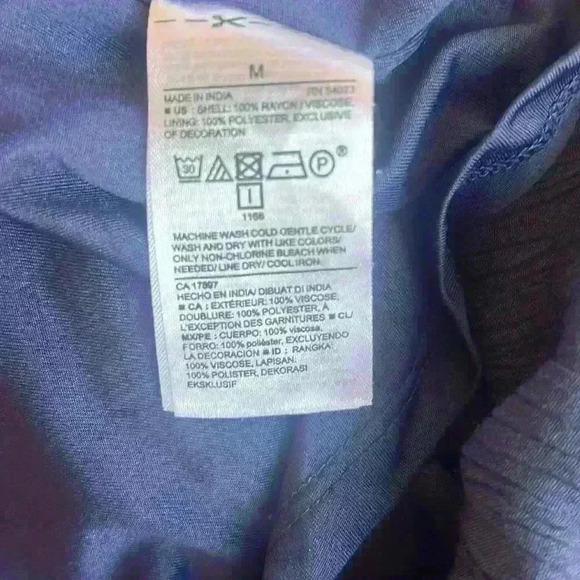 M
MADE IN INDIA RN 54023
■ US : SHELL: 100% RAYON / VISCOSE,
LINING: 100% POLYESTER, EXCLUSIVE
OF DECORATION
30 P®
I
1166
MACHINE WASH COLD GENTLE CYCLE/
WASH AND DRY WITH LIKE COLORS/
ONLY NON-CHLORINE BLEACH WHEN
NEEDED/ LINE DRY/ COOL IRON.
CA 17897
HECHO EN INDIA/ DIBUAT DI INDIA
■ CA : EXTÉRIEUR: 100% VISCOSE,
DOUBLURE: 100% POLYESTER, À
L'EXCEPTION DES GARNITURES ■ CL/
MX/PE : CUERPO: 100% viscosa,
FORRO: 100% poliéster, EXCLUYENDO
LA DECORACION ■ ID : RANGKA:
100% VISCOSE, LAPISAN:
100% POLISTER, DEKORASI
EKSKLUSIF